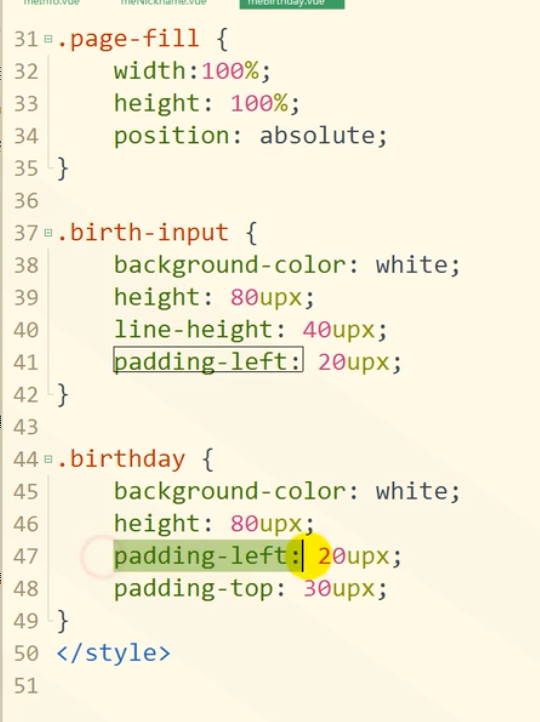 meInfo.vue meNickname.vue meBirthday.vue
31 .page-fill {
32 width:100%;
33 height: 100%;
34 position: absolute;
35 }
36
37 .birth-input {
38 background-color: white;
39 height: 80upx;
40 line-height: 40upx;
41 padding-left: 20upx;
42 }
43
44 .birthday {
45 background-color: white;
46 height: 80upx;
47 padding-left: 20upx;
48 padding-top: 30upx;
49 }
50 </style>
51